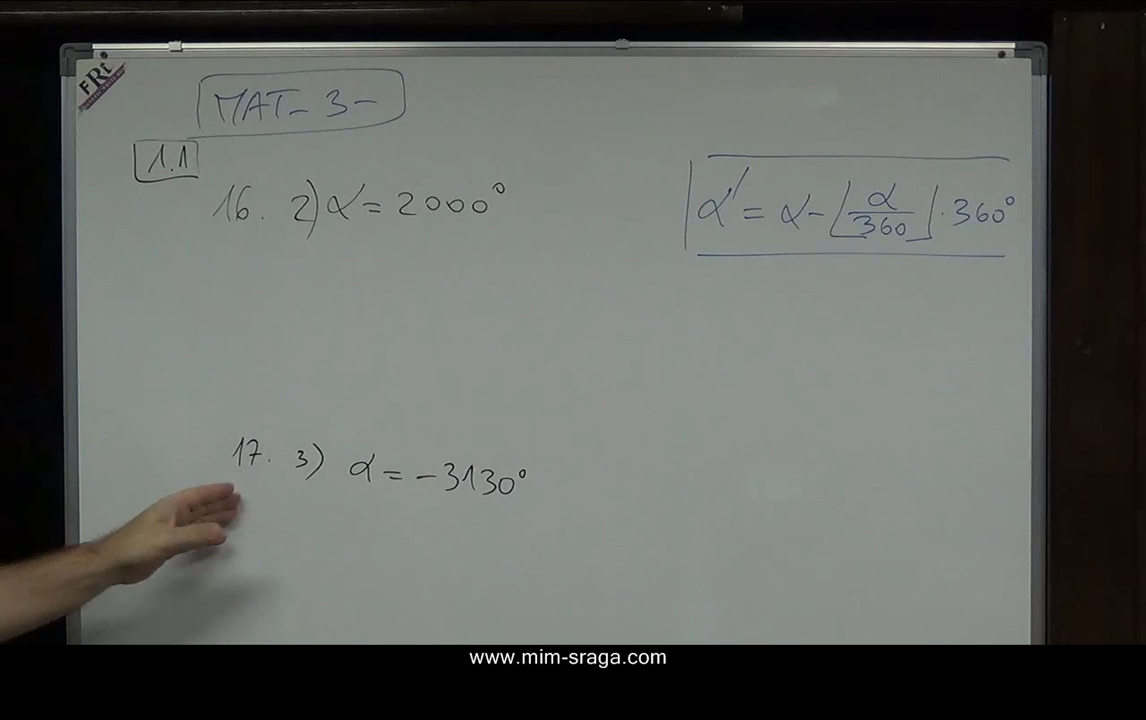 FRi
MAT-3-
1.1
16. 2) α = 2000°
α' = α - ⌊α/360⌋ · 360°
17. 3) α = -3130°
www.mim-sraga.com